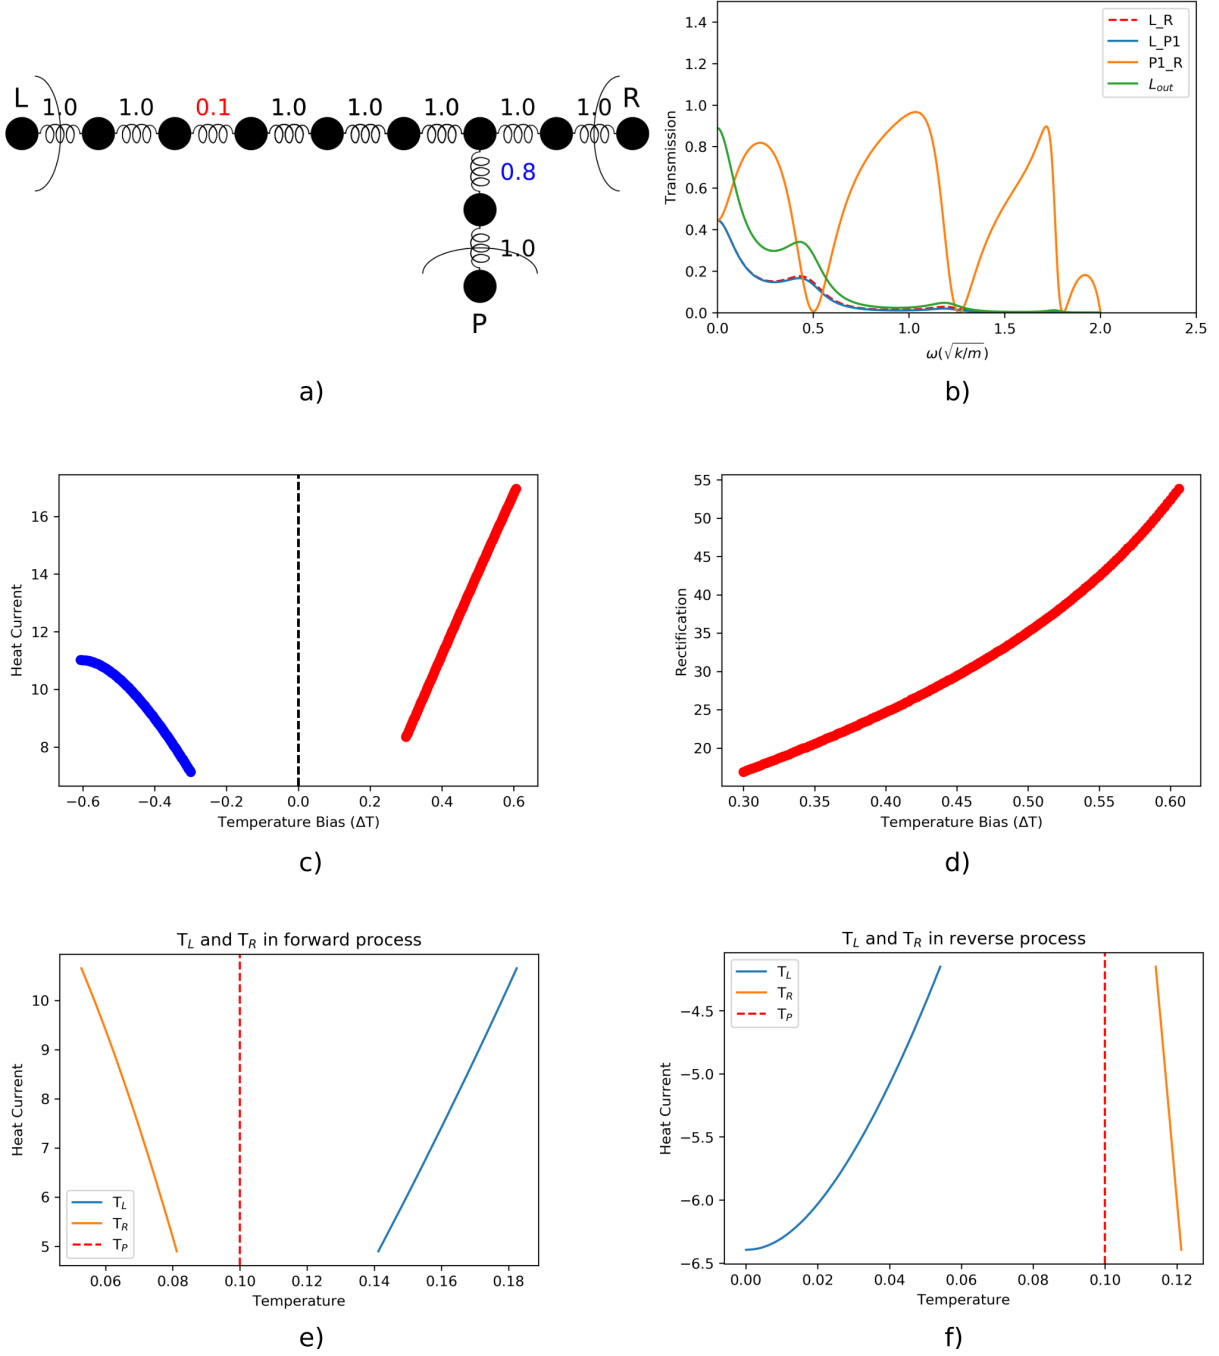 L 1.0 1.0 0.1 1.0 1.0 1.0 1.0 1.0 R
0.8
1.0
P
a)
1.4
1.2
1.0
0.8
0.6
0.4
0.2
0.0
Transmission
0.0 0.5 1.0 1.5 2.0 2.5
ω(√k/m)
L_R
L_P1
P1_R
L_out
b)
16
14
12
10
8
Heat Current
−0.6 −0.4 −0.2 0.0 0.2 0.4 0.6
Temperature Bias (ΔT)
c)
55
50
45
40
35
30
25
20
Rectification
0.30 0.35 0.40 0.45 0.50 0.55 0.60
Temperature Bias (ΔT)
d)
T_L and T_R in forward process
10
9
8
7
6
5
Heat Current
T_L
T_R
T_P
0.06 0.08 0.10 0.12 0.14 0.16 0.18
Temperature
e)
T_L and T_R in reverse process
T_L
T_R
T_P
−4.5
−5.0
−5.5
−6.0
−6.5
Heat Current
0.00 0.02 0.04 0.06 0.08 0.10 0.12
Temperature
f)